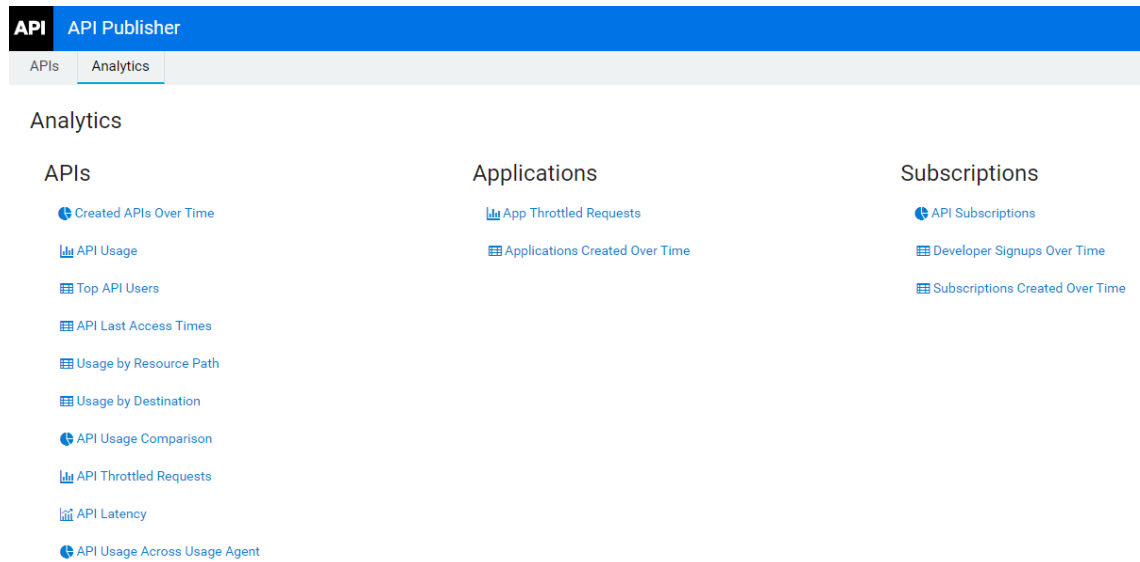 API API Publisher
APIs Analytics
Analytics
APIs
Created APIs Over Time
API Usage
Top API Users
API Last Access Times
Usage by Resource Path
Usage by Destination
API Usage Comparison
API Throttled Requests
API Latency
API Usage Across Usage Agent
Applications
App Throttled Requests
Applications Created Over Time
Subscriptions
API Subscriptions
Developer Signups Over Time
Subscriptions Created Over Time